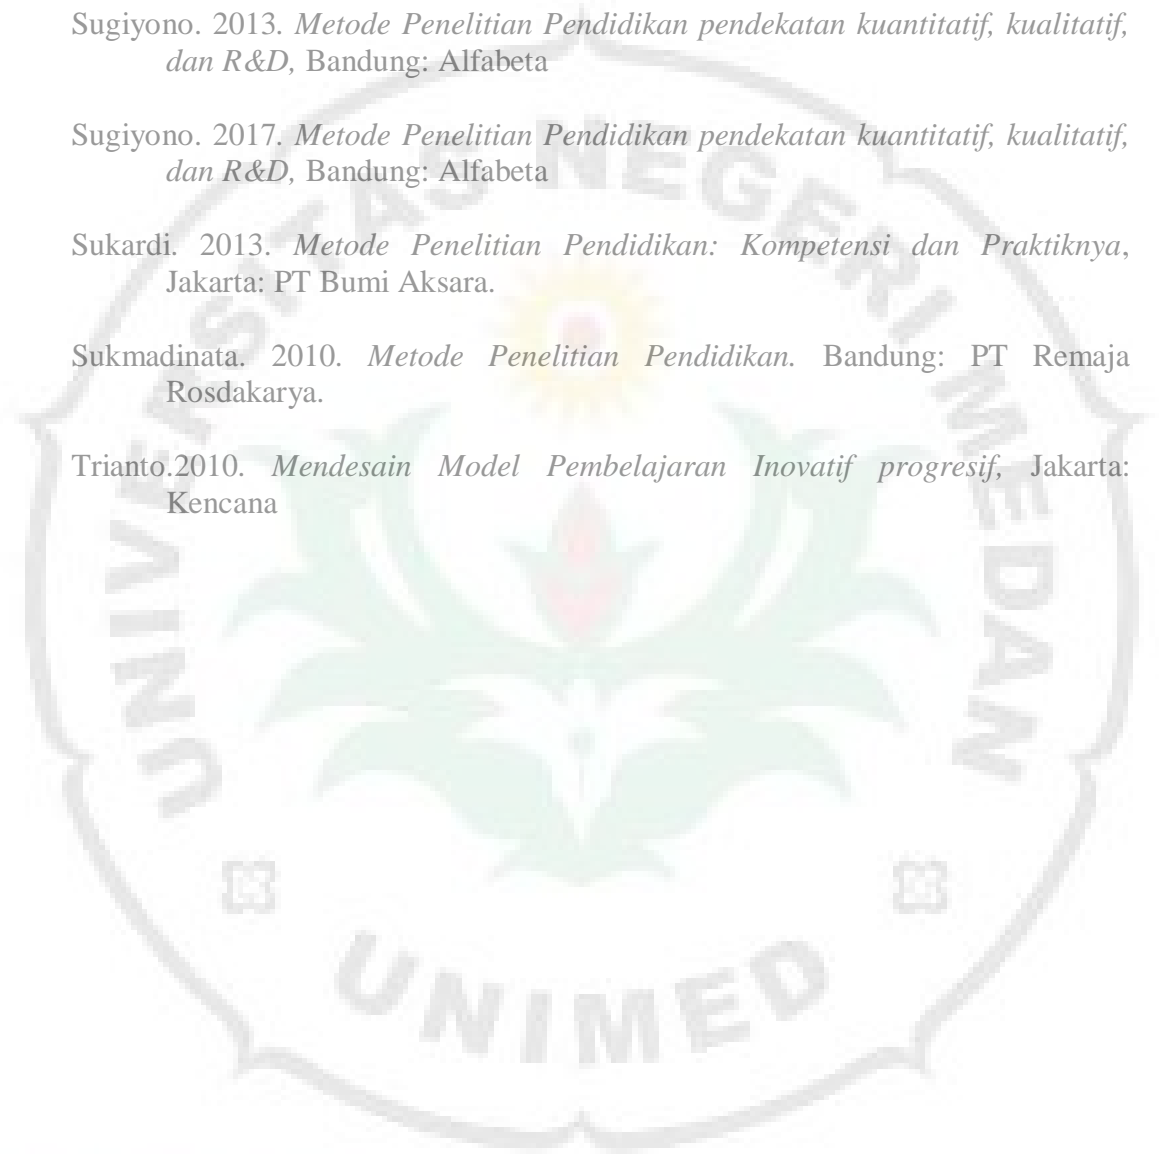 Sugiyono. 2013. Metode Penelitian Pendidikan pendekatan kuantitatif, kualitatif,
dan R&D, Bandung: Alfabeta
Sugiyono. 2017. Metode Penelitian Pendidikan pendekatan kuantitatif, kualitatif,
dan R&D, Bandung: Alfabeta
Sukardi. 2013. Metode Penelitian Pendidikan: Kompetensi dan Praktiknya,
Jakarta: PT Bumi Aksara.
Sukmadinata. 2010. Metode Penelitian Pendidikan. Bandung: PT Remaja
Rosdakarya.
Trianto.2010. Mendesain Model Pembelajaran Inovatif progresif, Jakarta:
Kencana
UNIVERSITAS NEGERI MEDAN
UNIMED